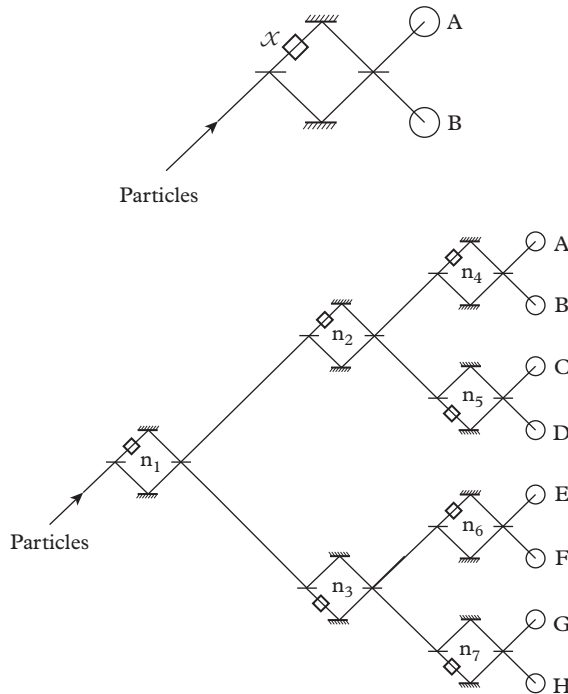 𝒳
A
B
Particles
A
n₄
B
n₂
C
n₅
D
n₁
E
n₆
Particles
F
n₃
G
n₇
H